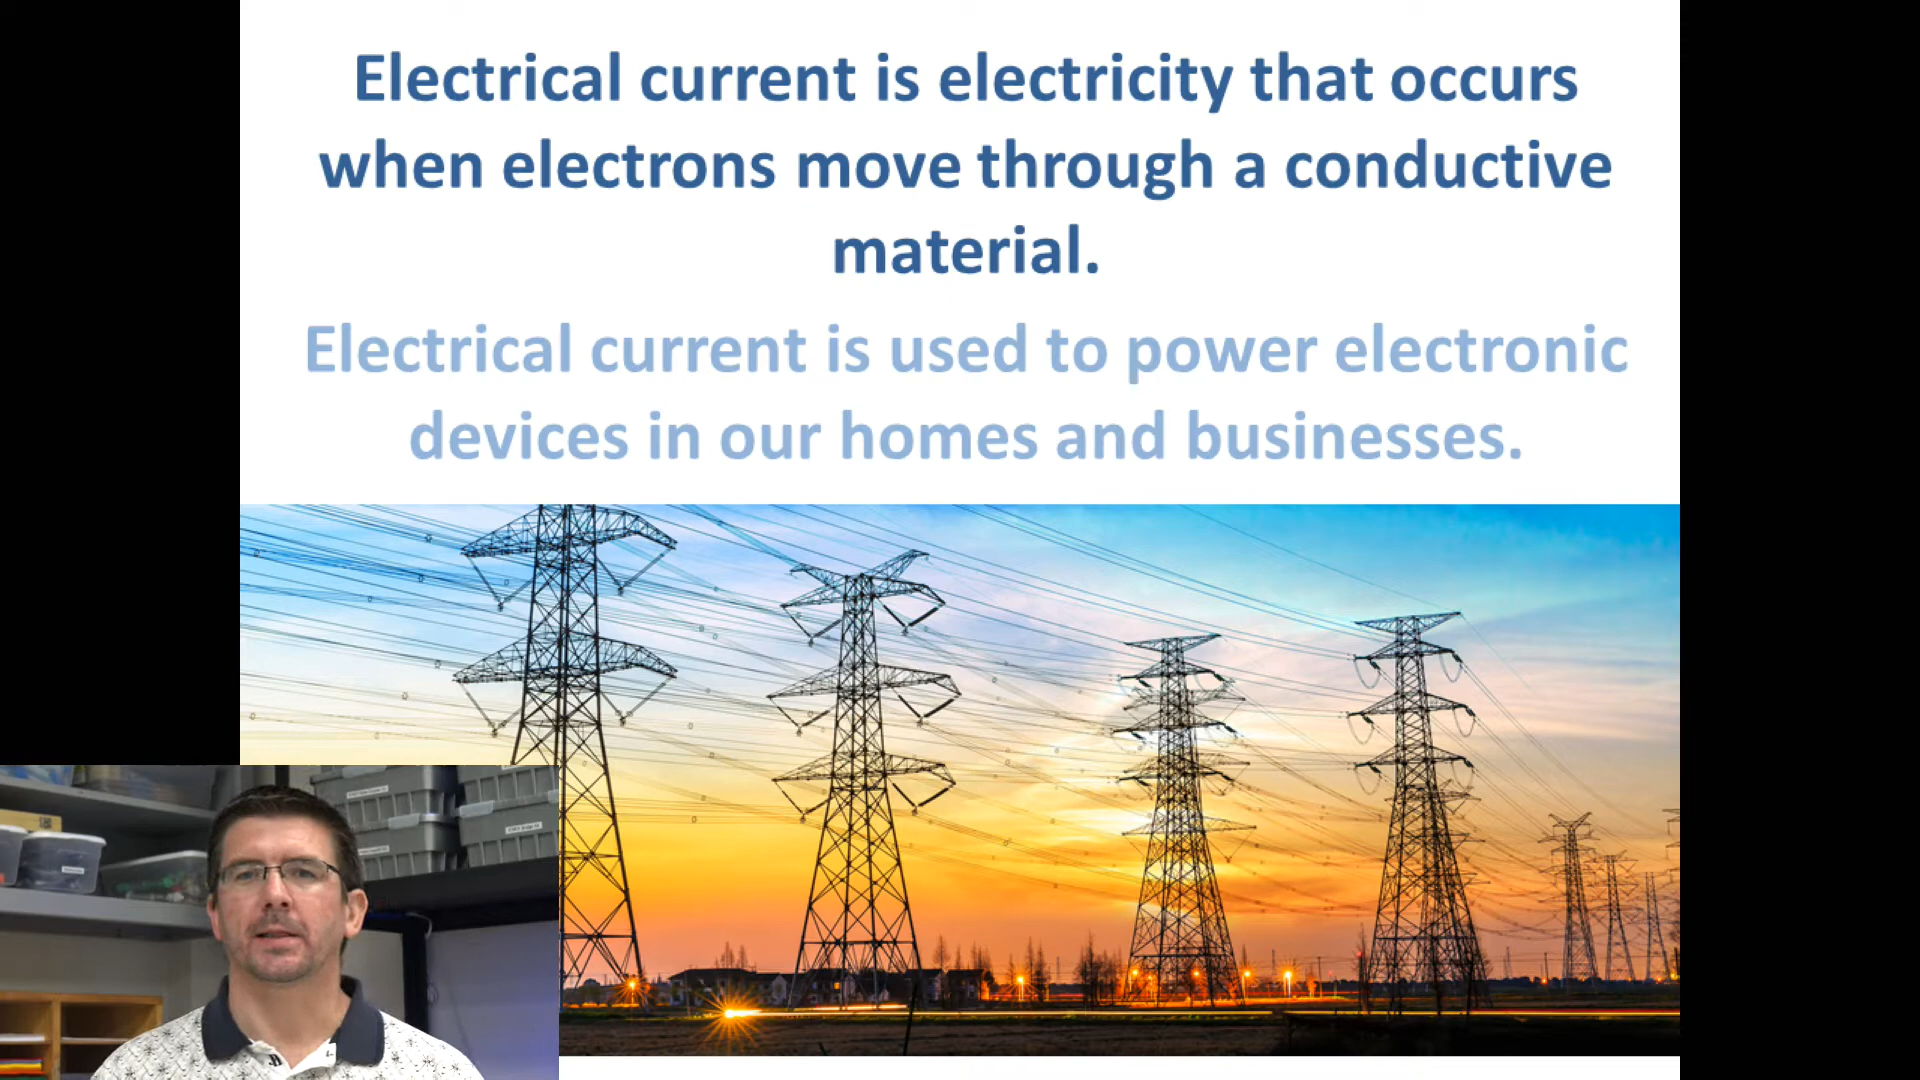 Electrical current is electricity that occurs
when electrons move through a conductive
material.
Electrical current is used to power electronic
devices in our homes and businesses.